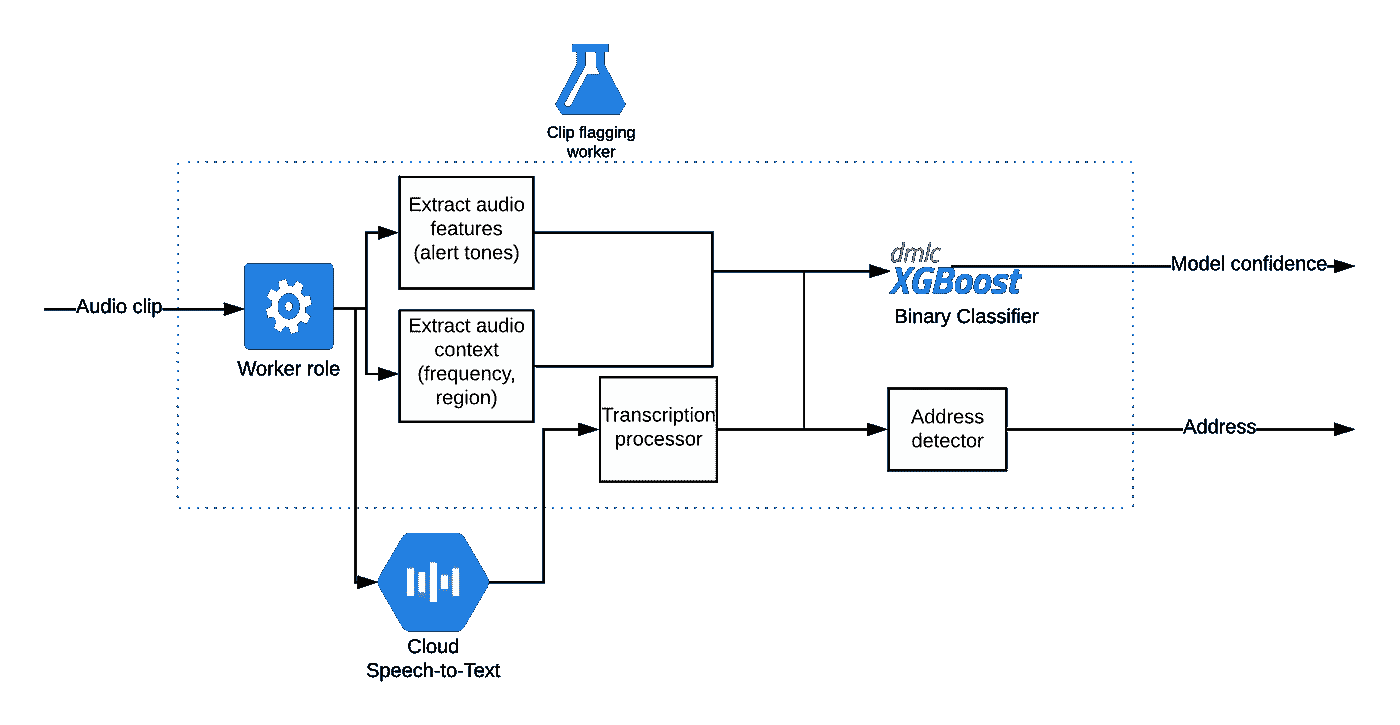 Clip flagging
worker
Extract audio
features
(alert tones)
dmlc
XGBoost
Binary Classifier
Model confidence
Audio clip
Worker role
Extract audio
context
(frequency,
region)
Transcription
processor
Address
detector
Address
Cloud
Speech-to-Text